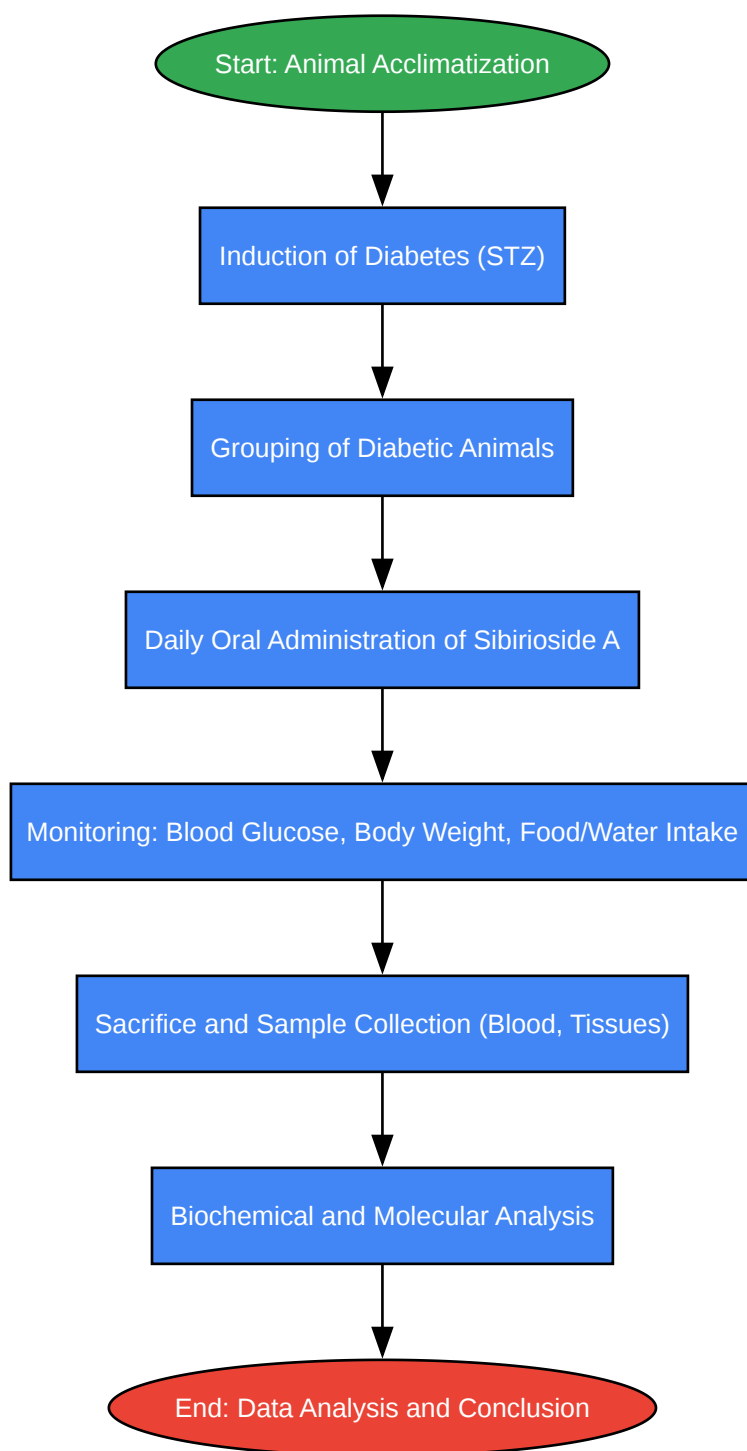 Start: Animal Acclimatization
Induction of Diabetes (STZ)
Grouping of Diabetic Animals
Daily Oral Administration of Sibirioside A
Monitoring: Blood Glucose, Body Weight, Food/Water Intake
Sacrifice and Sample Collection (Blood, Tissues)
Biochemical and Molecular Analysis
End: Data Analysis and Conclusion